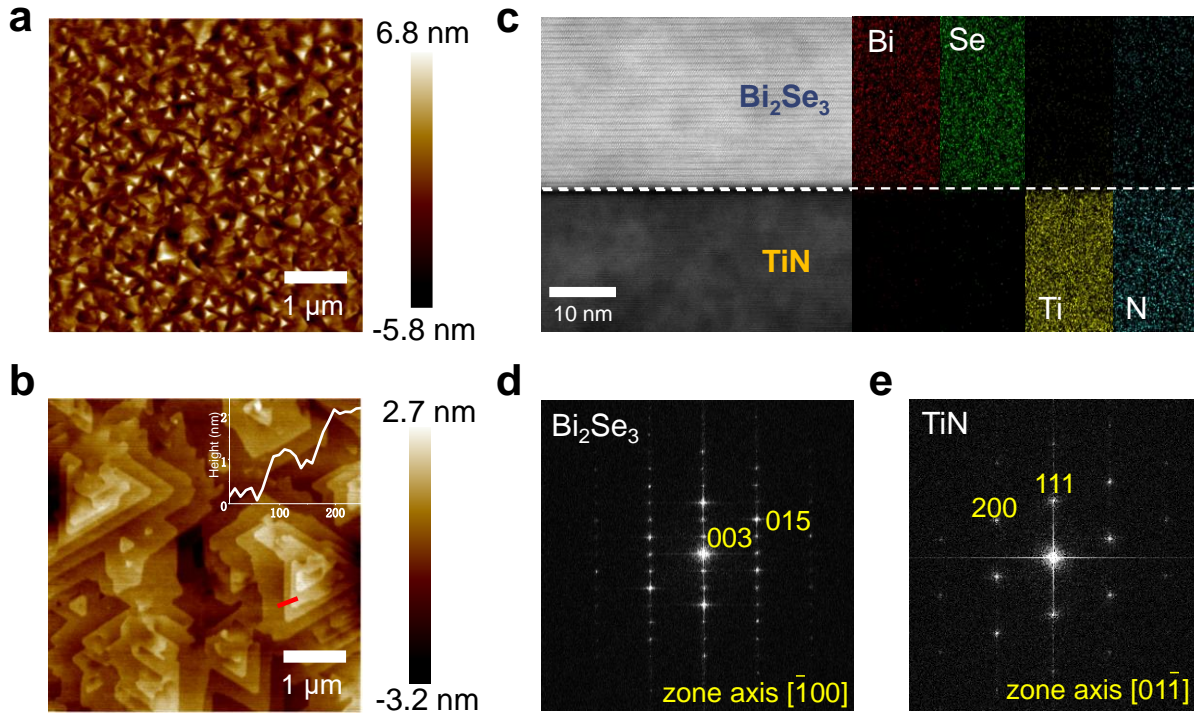 a
6.8 nm
1 µm
-5.8 nm
b
2.7 nm
Height (nm)
2
1
0
100
200
1 µm
-3.2 nm
c
Bi₂Se₃
TiN
10 nm
Bi
Se
Ti
N
d
Bi₂Se₃
003
015
zone axis [1̄00]
e
TiN
111
200
zone axis [011̄]